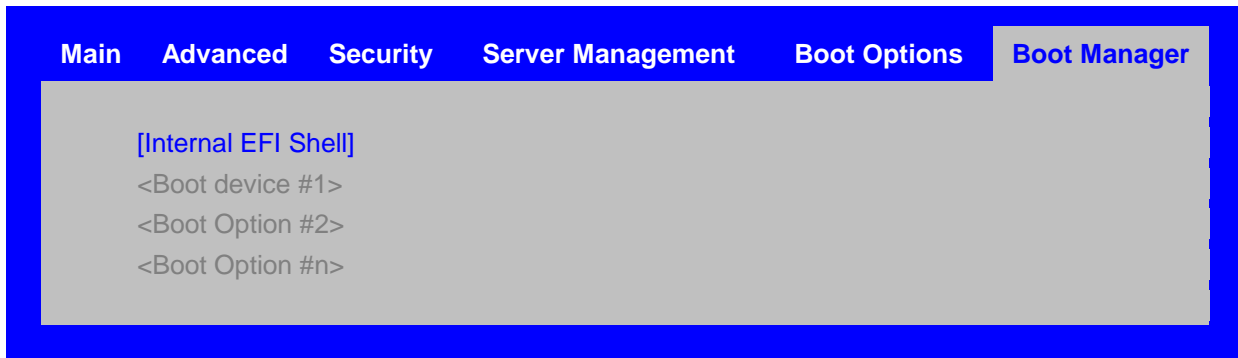 Main Advanced Security Server Management Boot Options Boot Manager
[Internal EFI Shell]
<Boot device #1>
<Boot Option #2>
<Boot Option #n>